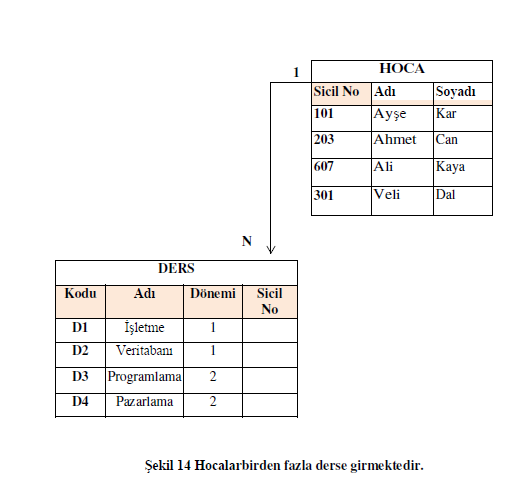 1
HOCA
Sicil No Adı Soyadı
101 Ayşe Kar
203 Ahmet Can
607 Ali Kaya
301 Veli Dal
N
DERS
Kodu Adı Dönemi Sicil No
D1 İşletme 1
D2 Veritabanı 1
D3 Programlama 2
D4 Pazarlama 2
Şekil 14 Hocalarbirden fazla derse girmektedir.